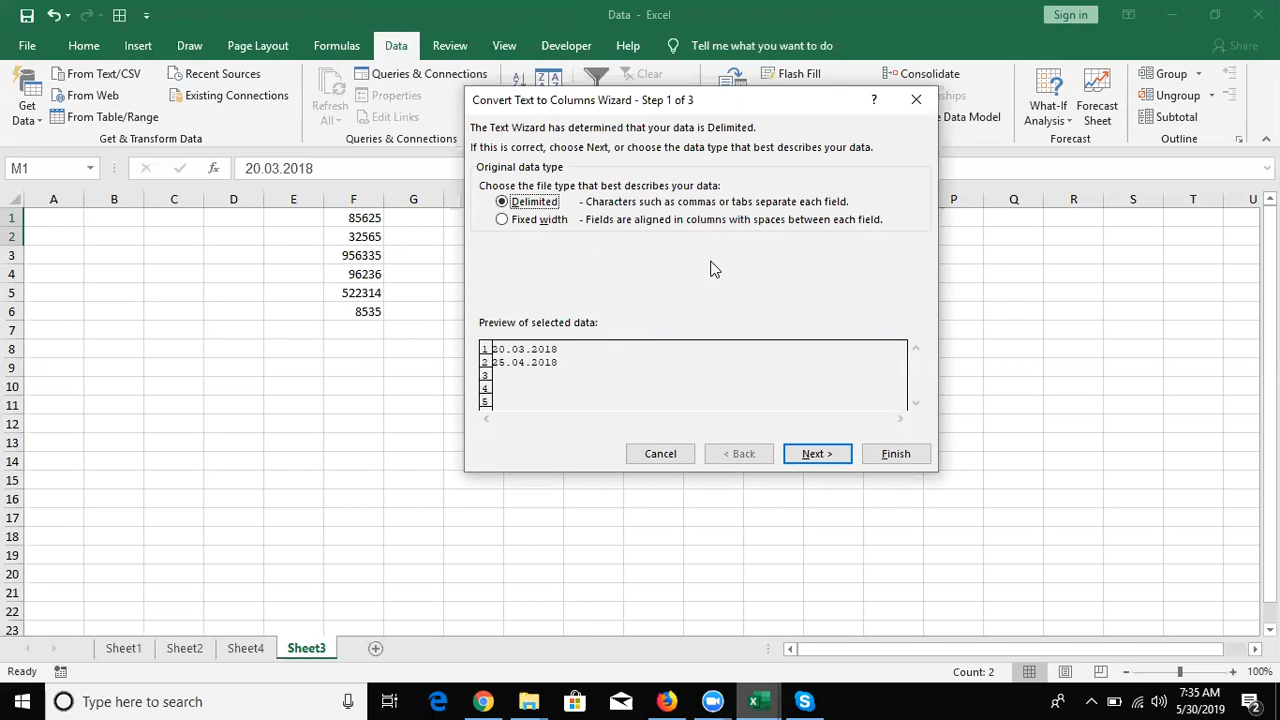 Data - Excel
Sign in
File Home Insert Draw Page Layout Formulas Data Review View Developer Help Tell me what you want to do Share
Get Data
From Text/CSV
From Web
From Table/Range
Recent Sources
Existing Connections
Get & Transform Data
Refresh All
Queries & Connections
Properties
Edit Links
Queries & Connections
Clear
Flash Fill
Consolidate
Data Model
What-If Analysis
Forecast Sheet
Forecast
Group
Ungroup
Subtotal
Outline
M1
fx
20.03.2018
A B C D E F G P Q R S T U
1 85625
2 32565
3 956335
4 96236
5 522314
6 8535
7
8
9
10
11
12
13
14
15
16
17
18
19
20
21
22
23
Convert Text to Columns Wizard - Step 1 of 3 ?
The Text Wizard has determined that your data is Delimited.
If this is correct, choose Next, or choose the data type that best describes your data.
Original data type
Choose the file type that best describes your data:
Delimited - Characters such as commas or tabs separate each field.
Fixed width - Fields are aligned in columns with spaces between each field.
Preview of selected data:
1 20.03.2018
2 25.04.2018
3
4
5
Cancel < Back Next > Finish
Sheet1 Sheet2 Sheet4 Sheet3
Ready Count: 2 100%
Type here to search
7:35 AM
5/30/2019
2